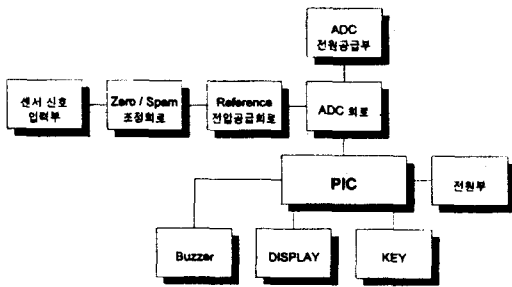 ADC
전원공급부
센서 신호
입력부
Zero / Spam
조정회로
Reference
전압공급회로
ADC 회로
PIC
전원부
Buzzer
DISPLAY
KEY